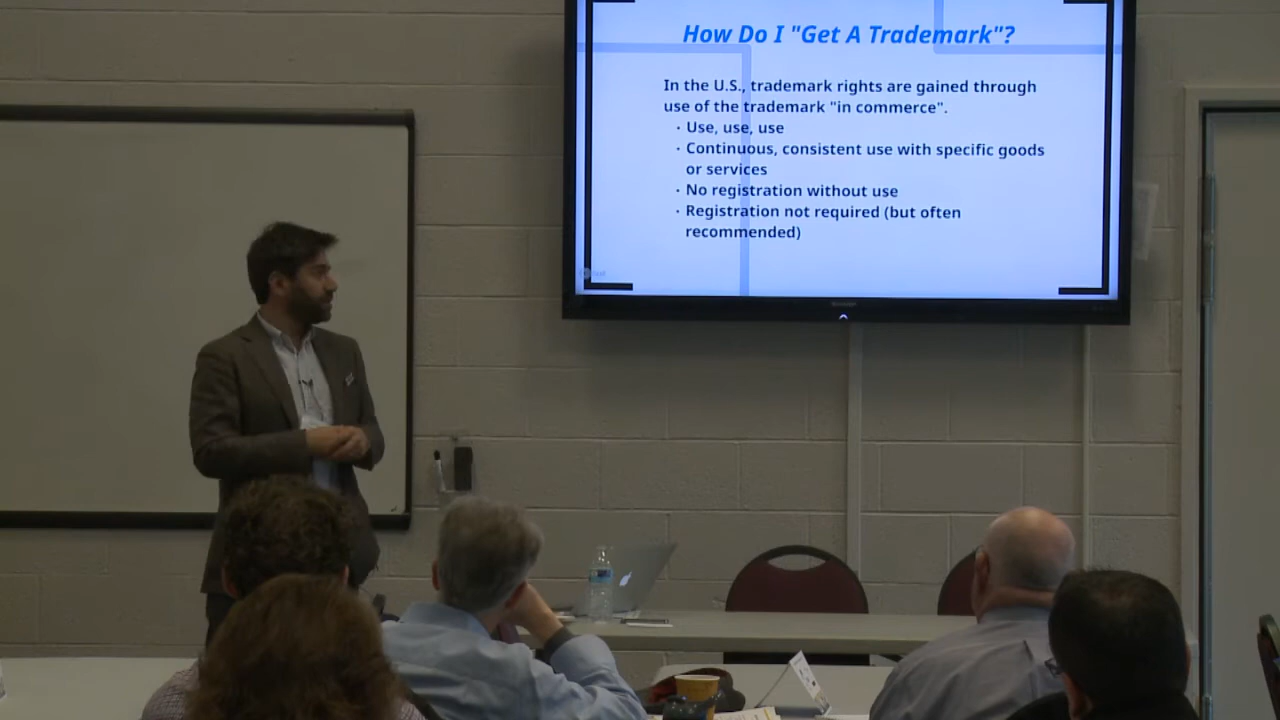 How Do I "Get A Trademark"?
In the U.S., trademark rights are gained through
use of the trademark "in commerce".
· Use, use, use
· Continuous, consistent use with specific goods
or services
· No registration without use
· Registration not required (but often
recommended)